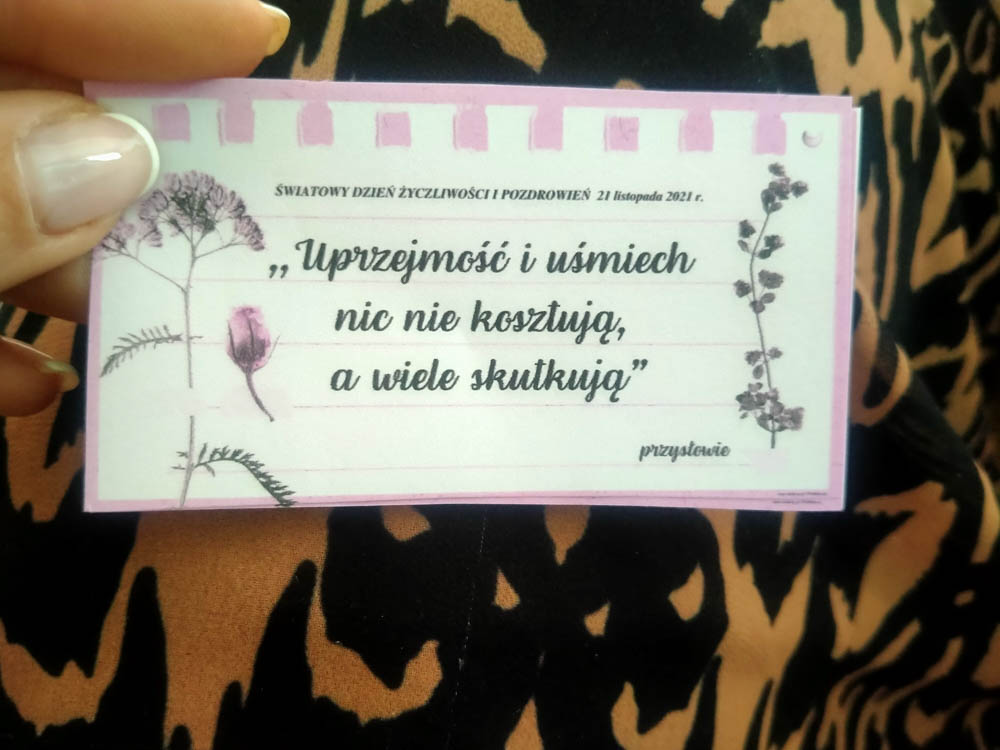 ŚWIATOWY DZIEŃ ŻYCZLIWOŚCI I POZDROWIEŃ 21 listopada 2021 r.
„Uprzejmość i uśmiech
nic nie kosztują,
a wiele skutkują”
przysłowie